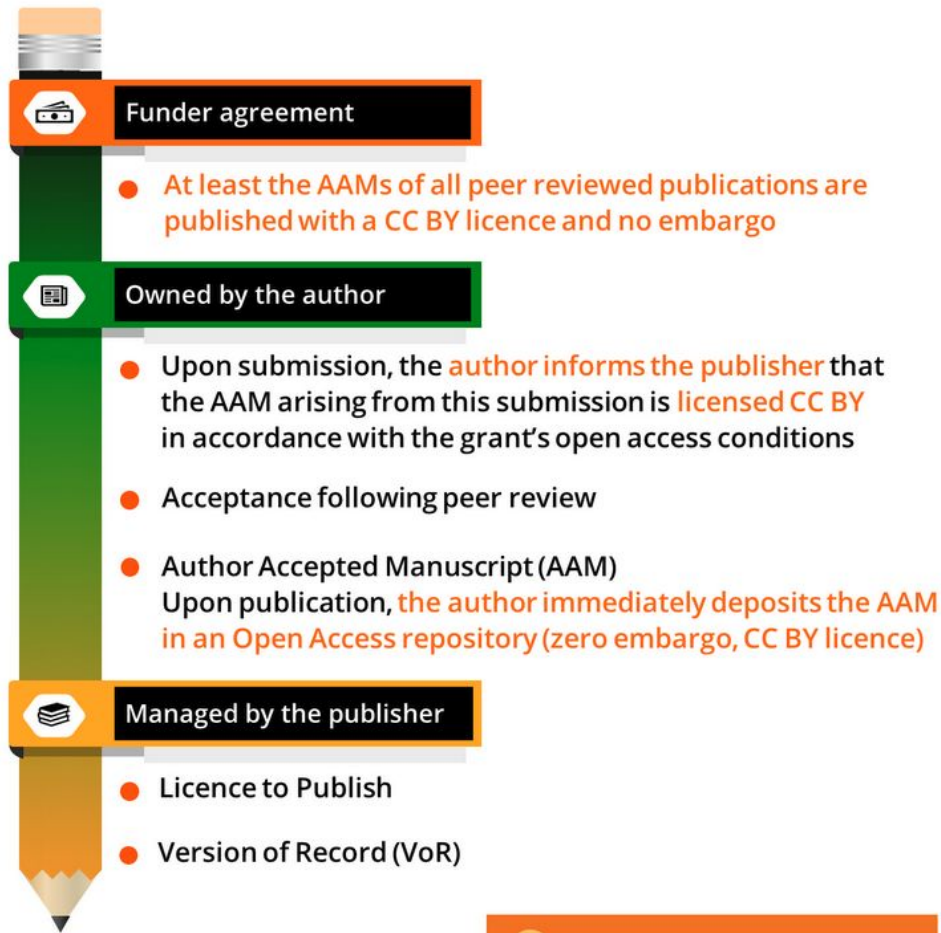 Funder agreement
At least the AAMs of all peer reviewed publications are
published with a CC BY licence and no embargo
Owned by the author
Upon submission, the author informs the publisher that
the AAM arising from this submission is licensed CC BY
in accordance with the grant's open access conditions
Acceptance following peer review
Author Accepted Manuscript (AAM)
Upon publication, the author immediately deposits the AAM
in an Open Access repository (zero embargo, CC BY licence)
Managed by the publisher
Licence to Publish
Version of Record (VoR)